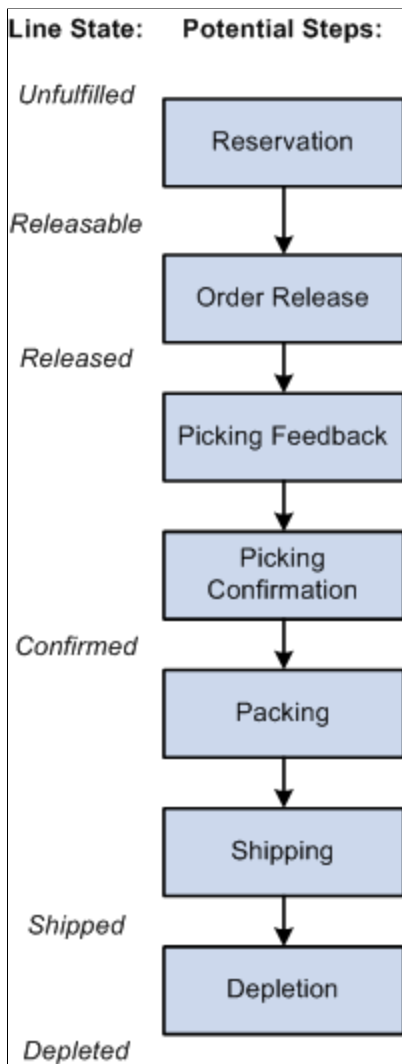 Line State: Potential Steps:
Unfulfilled
Reservation
Releasable
Order Release
Released
Picking Feedback
Picking
Confirmation
Confirmed
Packing
Shipping
Shipped
Depletion
Depleted